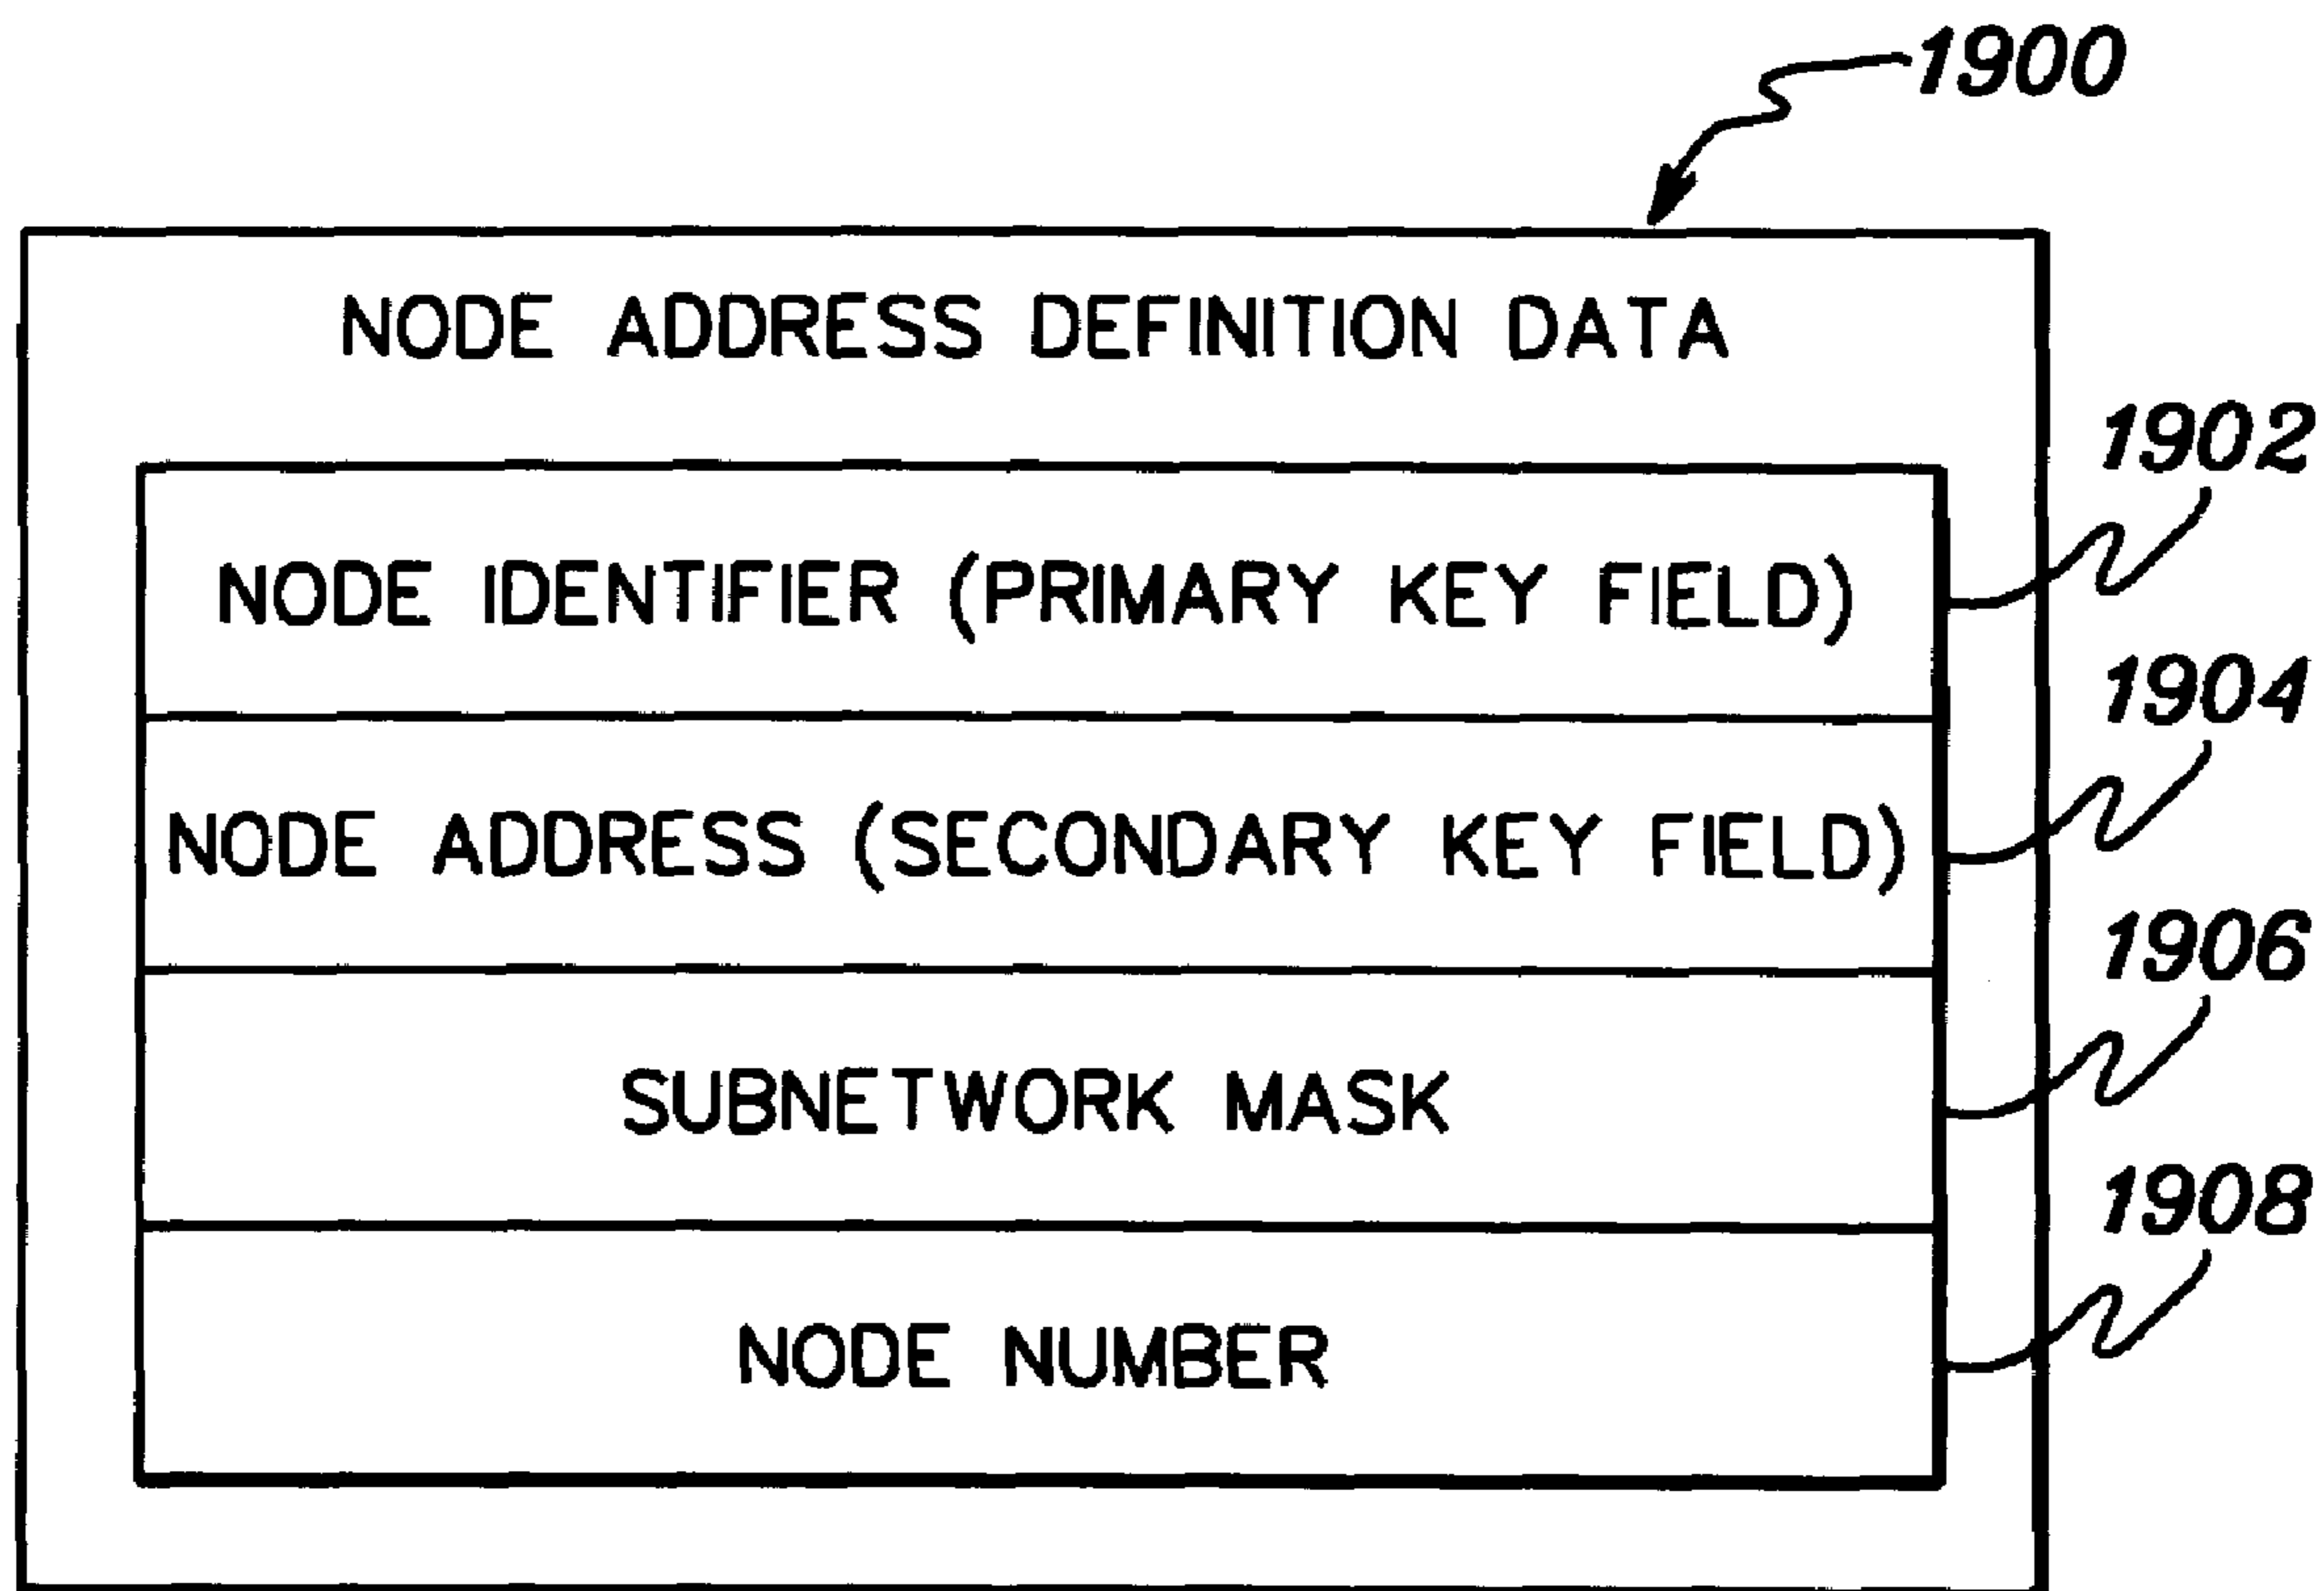 1900
NODE ADDRESS DEFINITION DATA
1902
NODE IDENTIFIER (PRIMARY KEY FIELD)
1904
NODE ADDRESS (SECONDARY KEY FIELD)
1906
SUBNETWORK MASK
1908
NODE NUMBER